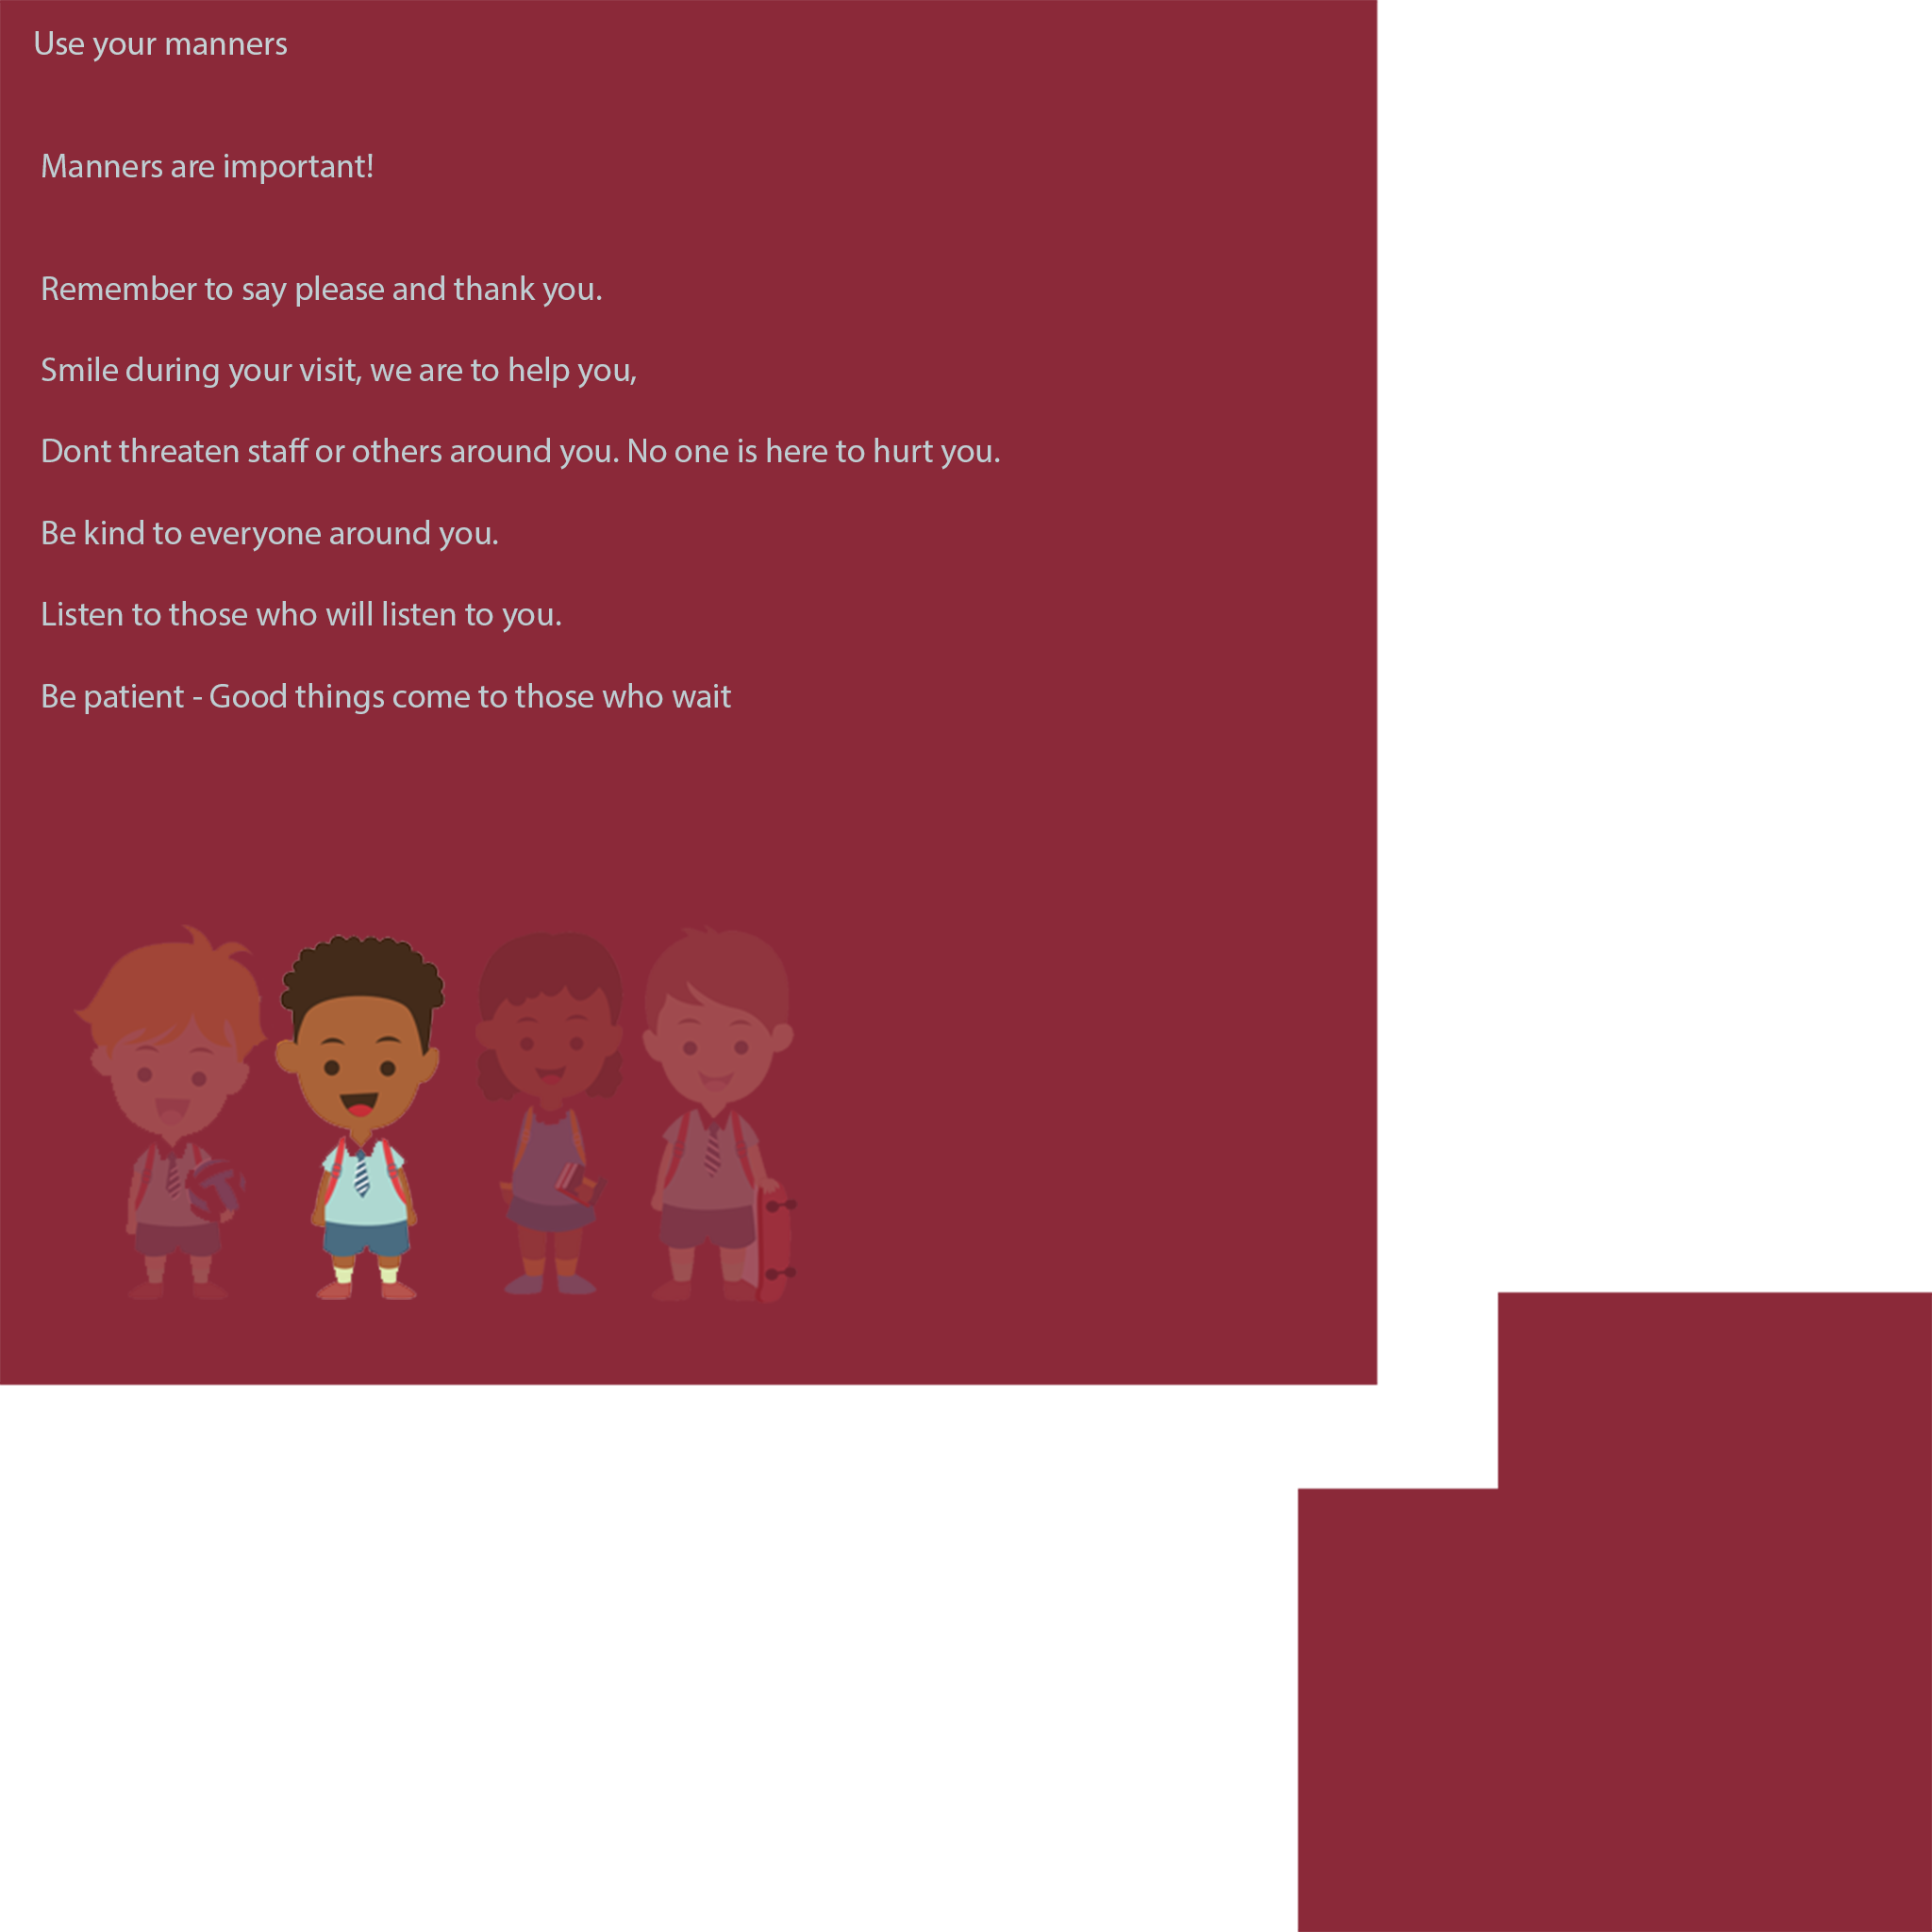 Use your manners
Manners are important!
Remember to say please and thank you.
Smile during your visit, we are to help you,
Dont threaten staff or others around you. No one is here to hurt you.
Be kind to everyone around you.
Listen to those who will listen to you.
Be patient - Good things come to those who wait